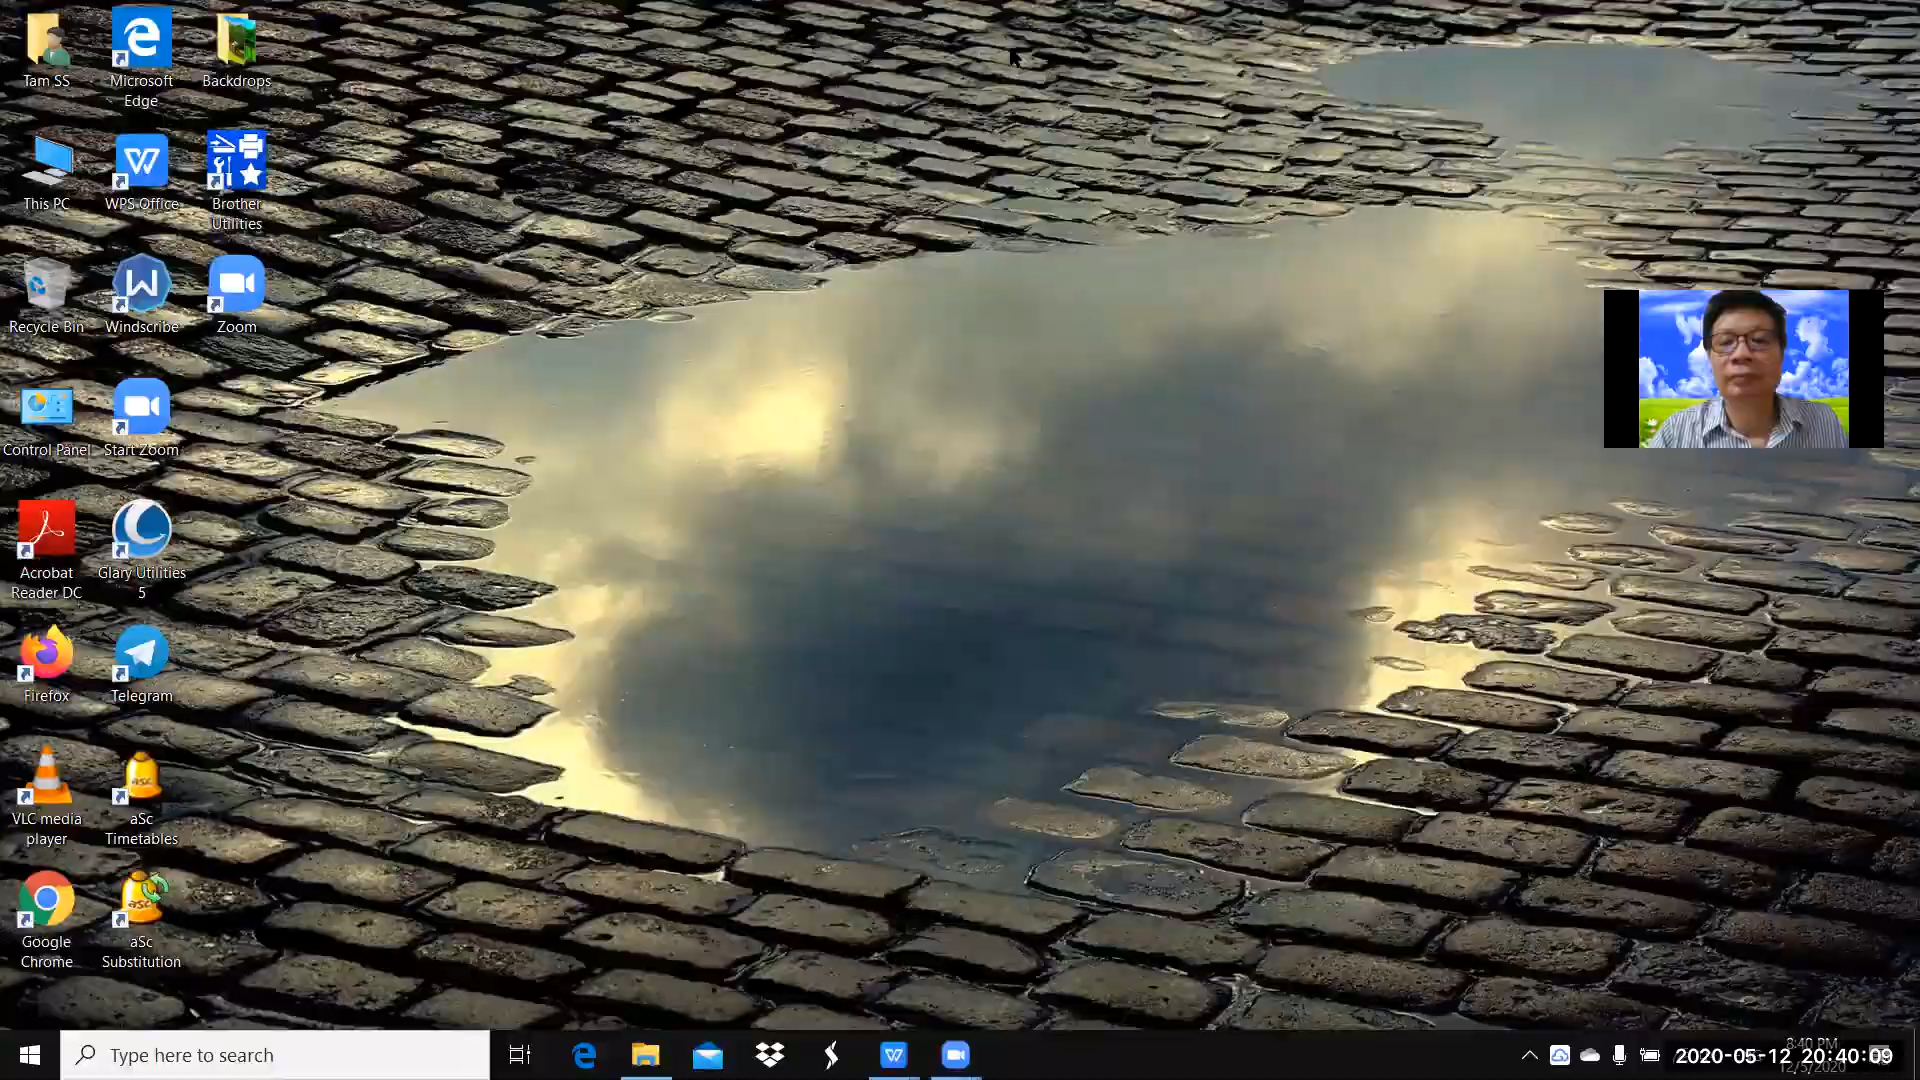 Tam SS
Microsoft
Edge
Backdrops
This PC
WPS Office
Brother
Utilities
Recycle Bin
Windscribe
Zoom
Control Panel
Start Zoom
Acrobat
Reader DC
Glary Utilities
5
Firefox
Telegram
VLC media
player
asc
aSc
Timetables
Google
Chrome
asc
aSc
Substitution
Type here to search
8:40 PM
2020-05-12 20:40:09
12/5/2020